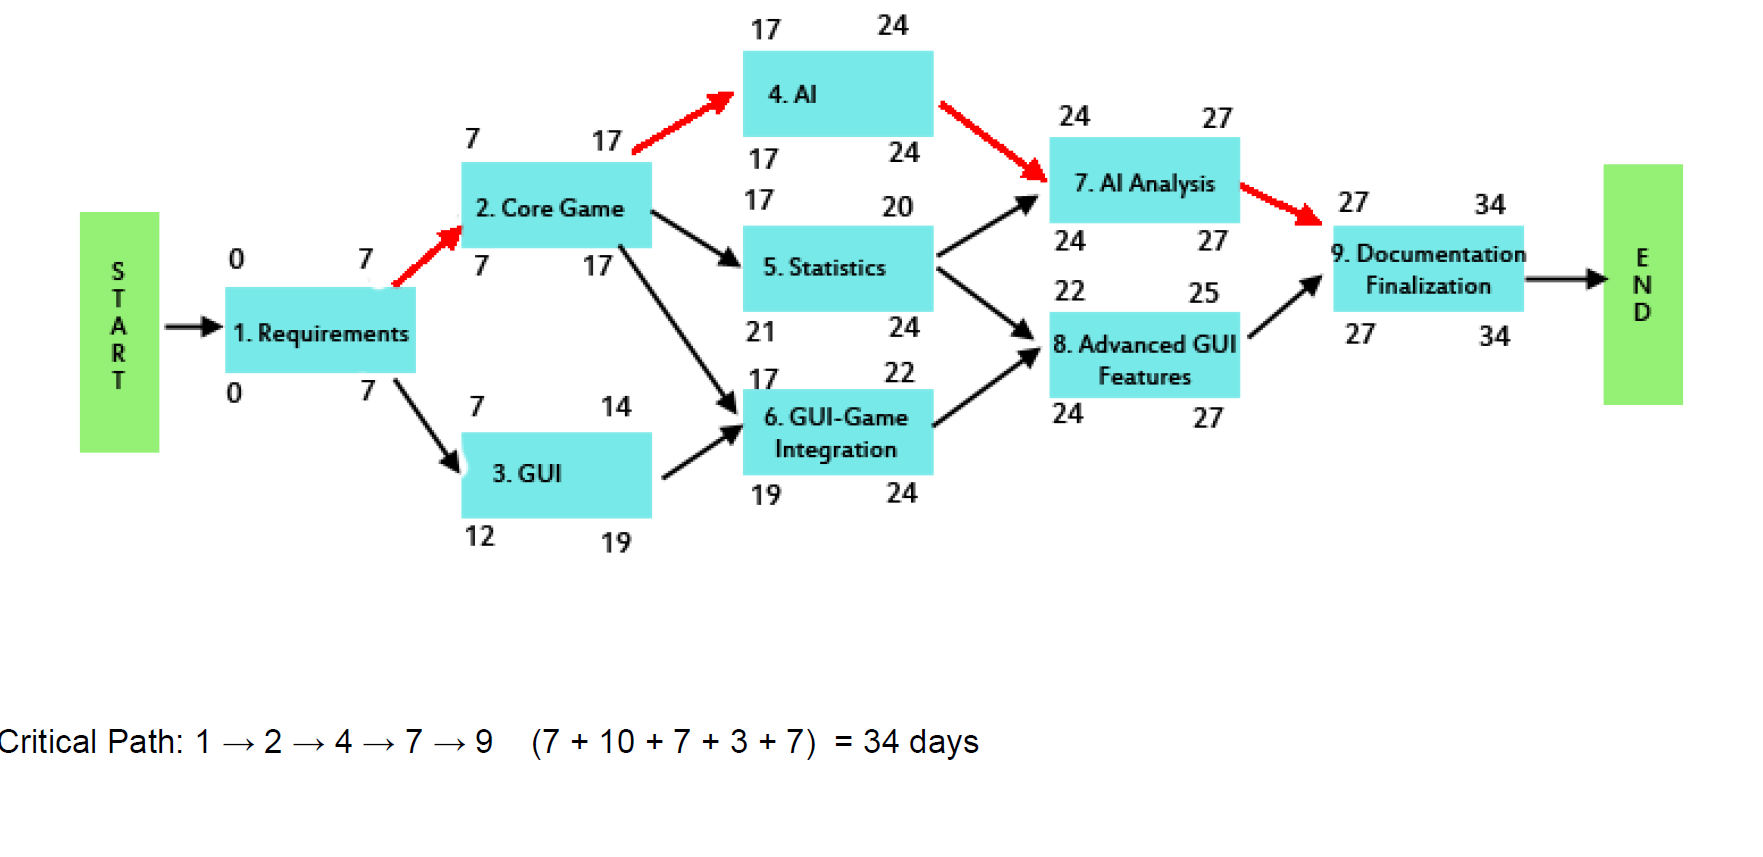 17 24
4. AI
17 24
24 27
7. AI Analysis
24 27
7 17
2. Core Game
7 17
17 20
5. Statistics
21 24
27 34
9. Documentation
Finalization
27 34
E
N
D
S
T
A
R
T
0 7
1. Requirements
0 7
22 25
8. Advanced GUI
Features
24 27
17 22
6. GUI-Game
Integration
19 24
7 14
3. GUI
12 19
Critical Path: 1 → 2 → 4 → 7 → 9 (7 + 10 + 7 + 3 + 7) = 34 days